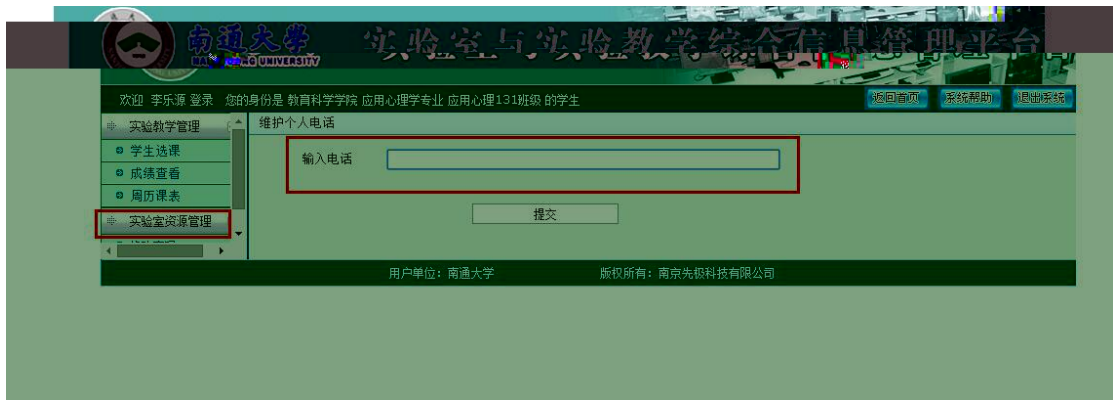 南通大学 实验室与实验教学综合信息管理平台
NANTONG UNIVERSITY
欢迎 李乐源 登录 您的身份是 教育科学学院 应用心理学专业 应用心理131班级 的学生
返回首页 系统帮助 退出系统
实验教学管理
维护个人电话
学生选课
输入电话
成绩查看
周历课表
提交
实验室资源管理
用户单位：南通大学 版权所有：南京先极科技有限公司